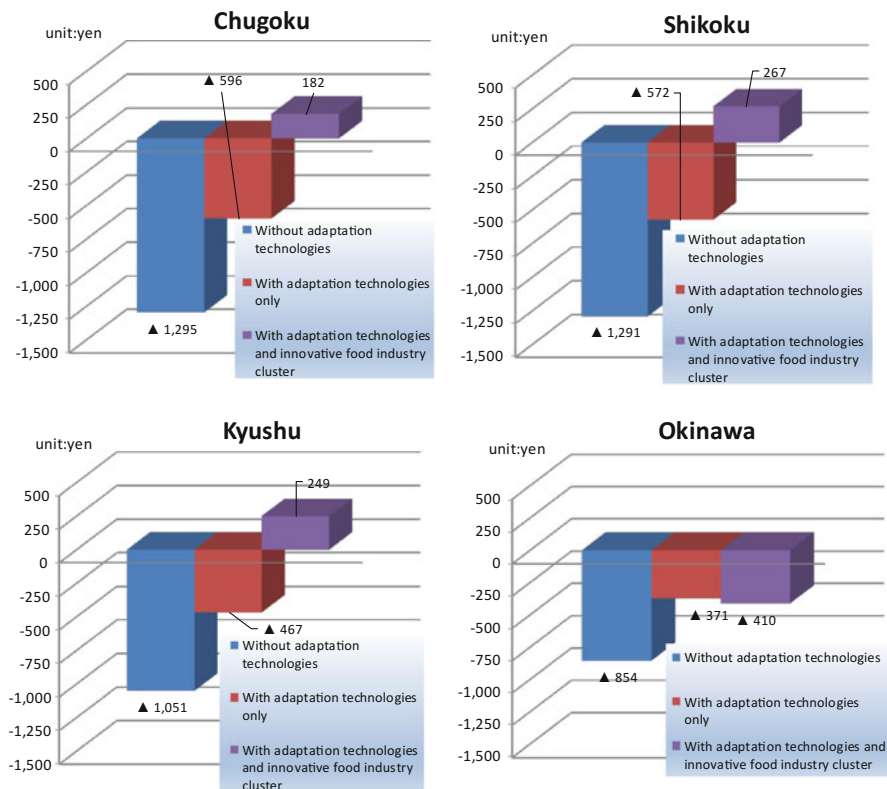 Chugoku
unit:yen
▲ 596
182
500
250
0
-250
-500
-750
-1,000
-1,250
-1,500
▲ 1,295
Without adaptation
technologies
With adaptation technologies
only
With adaptation technologies
and innovative food industry
cluster
Shikoku
unit:yen
267
▲ 572
500
250
0
-250
-500
-750
-1,000
-1,250
-1,500
▲ 1,291
Without adaptation
technologies
With adaptation technologies
only
With adaptation technologies
and innovative food industry
cluster
Kyushu
unit:yen
249
500
250
0
-250
-500
-750
-1,000
-1,250
-1,500
▲ 467
▲ 1,051
Without adaptation
technologies
With adaptation technologies
only
With adaptation technologies
and innovative food industry
cluster
Okinawa
unit:yen
500
250
0
-250
-500
-750
-1,000
-1,250
-1,500
▲ 371
▲ 410
▲ 854
Without adaptation technologies
With adaptation technologies
only
With adaptation technologies and
innovative food industry cluster